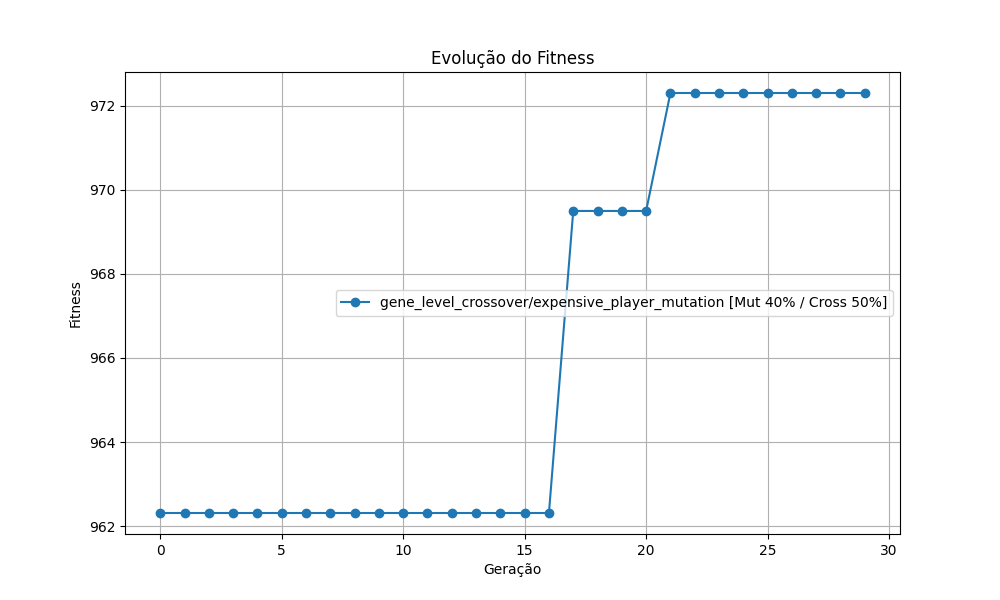 Evolução do Fitness
Fitness
972
970
968
966
964
962
gene_level_crossover/expensive_player_mutation [Mut 40% / Cross 50%]
0 5 10 15 20 25 30
Geração